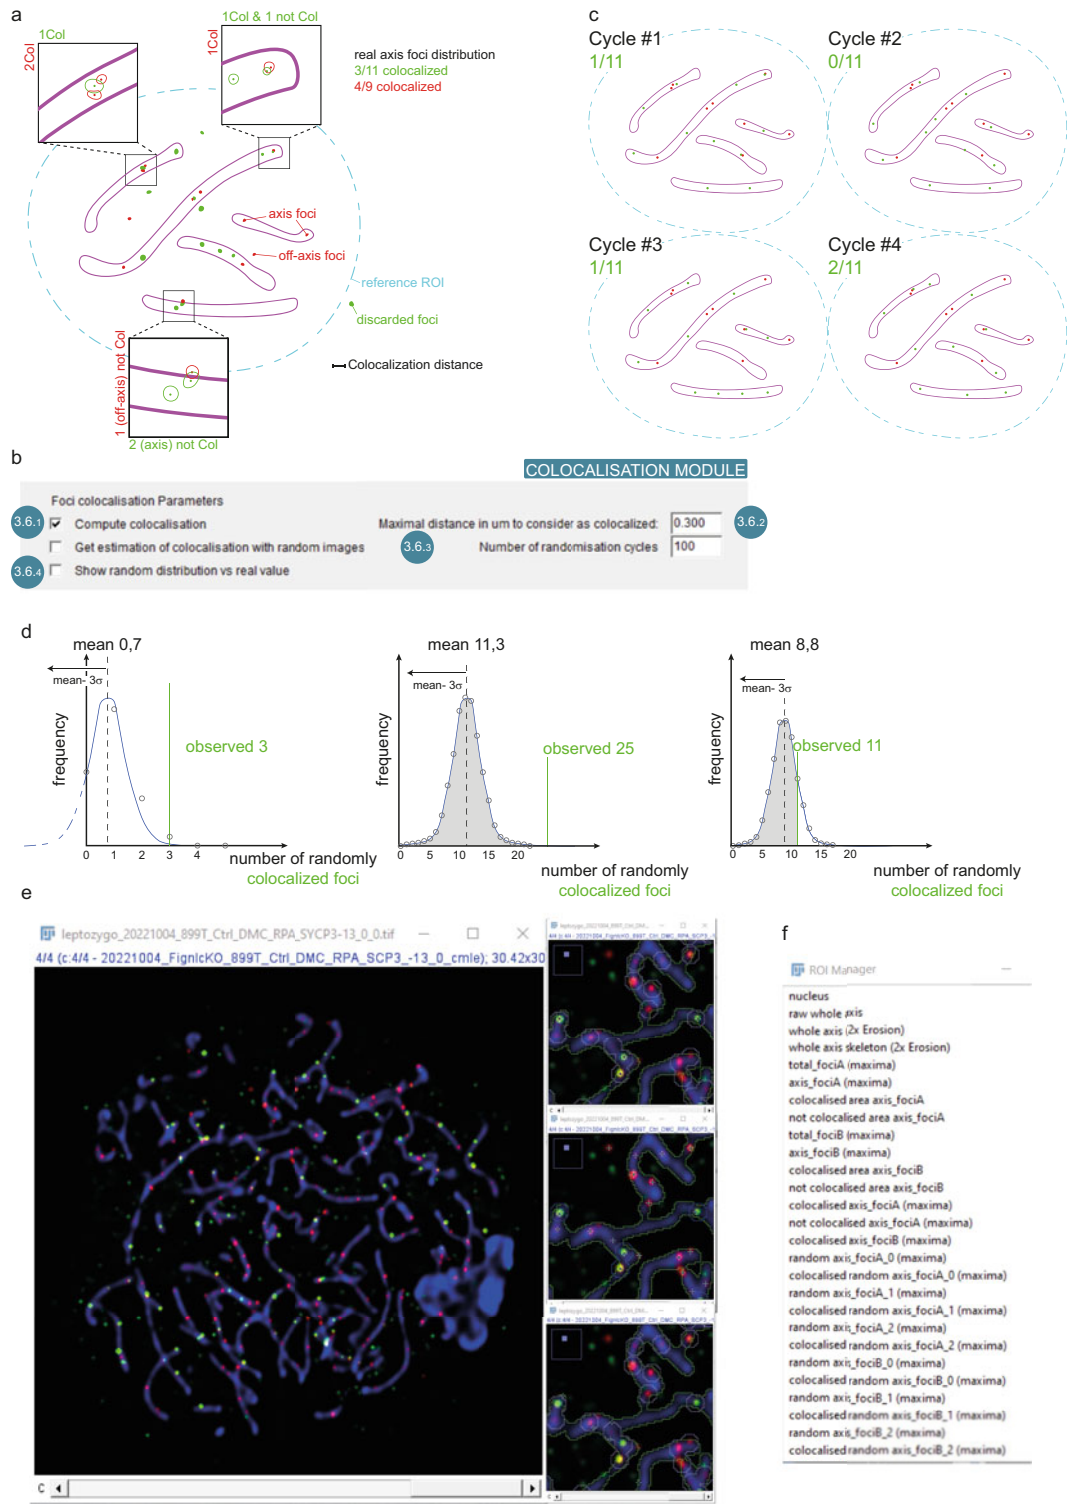 a
1Col
2Col
1Col & 1 not Col
1Col
real axis foci distribution
3/11 colocalized
4/9 colocalized
axis foci
off-axis foci
reference ROI
discarded foci
Colocalization distance
1 (off-axis) not Col
2 (axis) not Col
c
Cycle #1
1/11
Cycle #2
0/11
Cycle #3
1/11
Cycle #4
2/11
b
COLOCALISATION MODULE
Foci colocalisation Parameters
3.6.1
Compute colocalisation
Maximal distance in um to consider as colocalized:
0.300
3.6.2
Get estimation of colocalisation with random images
3.6.3
Number of randomisation cycles
100
3.6.4
Show random distribution vs real value
d
mean 0,7
mean- 3σ
frequency
observed 3
0 1 2 3 4 5
number of randomly
colocalized foci
mean 11,3
mean- 3σ
frequency
observed 25
0 5 10 15 20
number of randomly
colocalized foci
mean 8,8
mean- 3σ
frequency
observed 11
0 5 10 15 20
number of randomly
colocalized foci
e
leptozygo_20221004_899T_Ctrl_DMC_RPA_SYCP3-13_0_0.tif
4/4 (c:4/4 - 20221004_FignlcKO_899T_Ctrl_DMC_RPA_SCP3_-13_0_cmle); 30.42x30
c
f
ROI Manager
nucleus
raw whole axis
whole axis (2x Erosion)
whole axis skeleton (2x Erosion)
total_fociA (maxima)
axis_fociA (maxima)
colocalised area axis_fociA
not colocalised area axis_fociA
total_fociB (maxima)
axis_fociB (maxima)
colocalised area axis_fociB
not colocalised area axis_fociB
colocalised axis_fociA (maxima)
not colocalised axis_fociA (maxima)
colocalised axis_fociB (maxima)
random axis_fociA_0 (maxima)
colocalised random axis_fociA_0 (maxima)
random axis_fociA_1 (maxima)
colocalised random axis_fociA_1 (maxima)
random axis_fociA_2 (maxima)
colocalised random axis_fociA_2 (maxima)
random axis_fociB_0 (maxima)
colocalised random axis_fociB_0 (maxima)
random axis_fociB_1 (maxima)
colocalised random axis_fociB_1 (maxima)
random axis_fociB_2 (maxima)
colocalised random axis_fociB_2 (maxima)